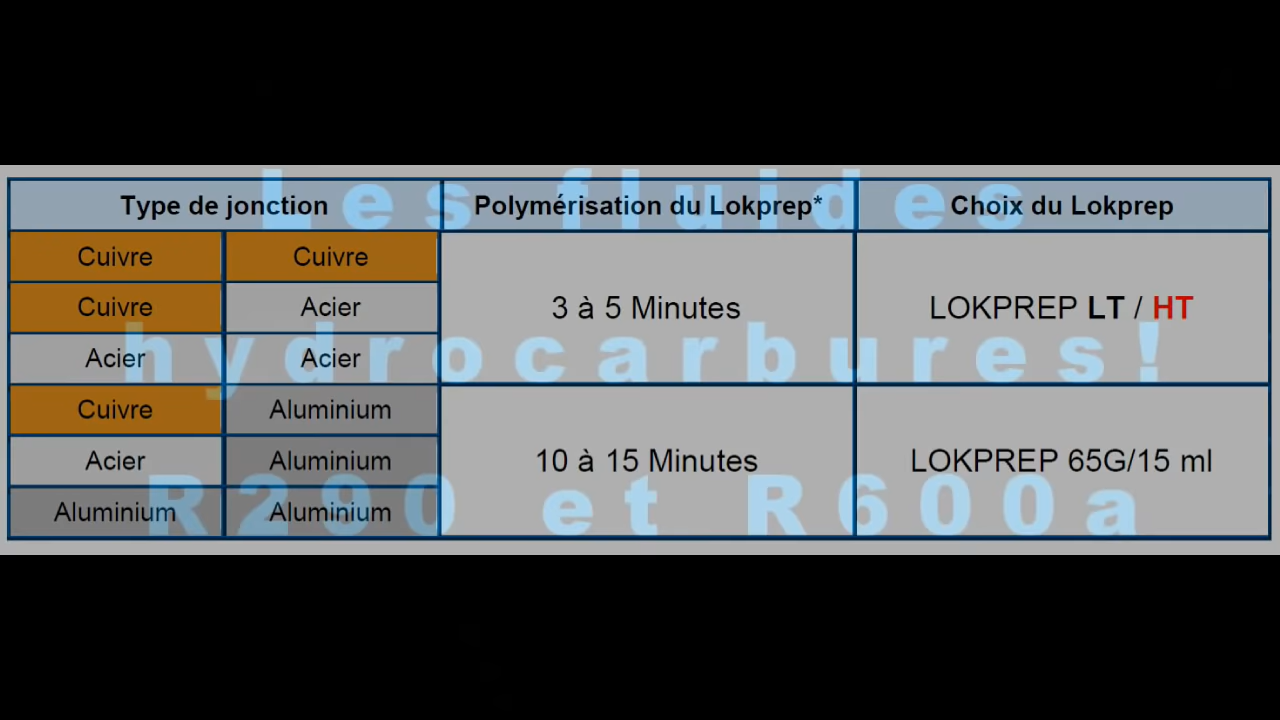 Les fluides
hydrocarbures!
R290 et R600a
Type de jonction Polymérisation du Lokprep* Choix du Lokprep
Cuivre Cuivre
Cuivre Acier 3 à 5 Minutes LOKPREP LT / HT
Acier Acier
Cuivre Aluminium
Acier Aluminium 10 à 15 Minutes LOKPREP 65G/15 ml
Aluminium Aluminium